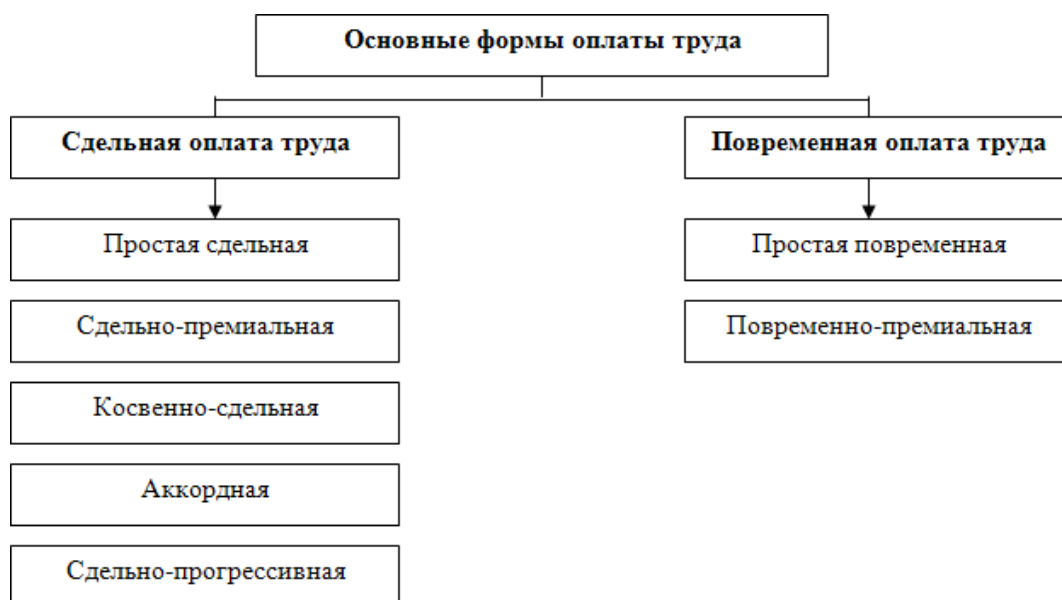 Основные формы оплаты труда
Сдельная оплата труда
Повременная оплата труда
Простая сдельная
Простая повременная
Сдельно-премиальная
Повременно-премиальная
Косвенно-сдельная
Аккордная
Сдельно-прогрессивная